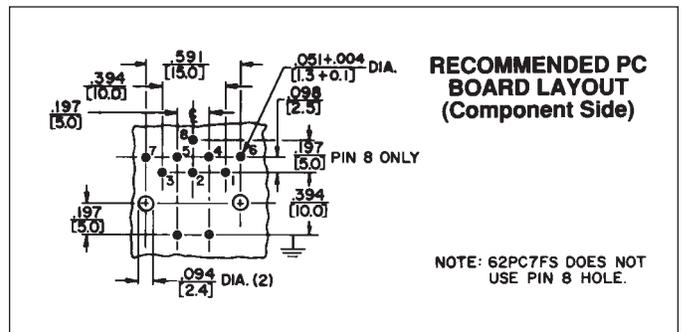 .591
[15.0]
.051+.004 DIA.
[1.3+0.1]
.394
[10.0]
.098
[2.5]
.197
[5.0]
8
.197 PIN 8 ONLY
[5.0]
7 5 4 6
3 2 1
.394
[10.0]
.197
[5.0]
.094 DIA. (2)
[2.4]
RECOMMENDED PC
BOARD LAYOUT
(Component Side)
NOTE: 62PC7FS DOES NOT
USE PIN 8 HOLE.